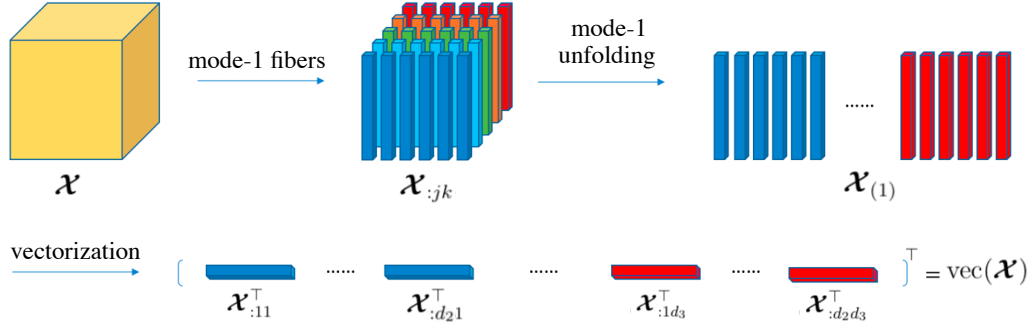 mode-1 fibers
mode-1
unfolding
......
𝓧
𝓧:jk
𝓧(1)
vectorization
[ ...... ...... ...... ]⊤ = vec(𝓧)
𝓧⊤:11 𝓧⊤:d₂1 𝓧⊤:1d₃ 𝓧⊤:d₂d₃